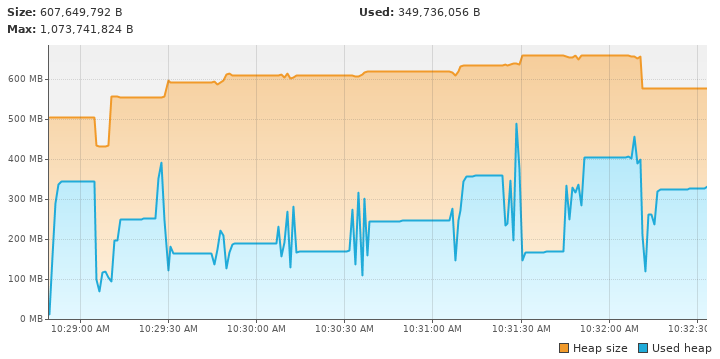 Size: 607,649,792 B
Used: 349,736,056 B
Max: 1,073,741,824 B
600 MB
500 MB
400 MB
300 MB
200 MB
100 MB
0 MB
10:29:00 AM 10:29:30 AM 10:30:00 AM 10:30:30 AM 10:31:00 AM 10:31:30 AM 10:32:00 AM 10:32:30
Heap size Used heap